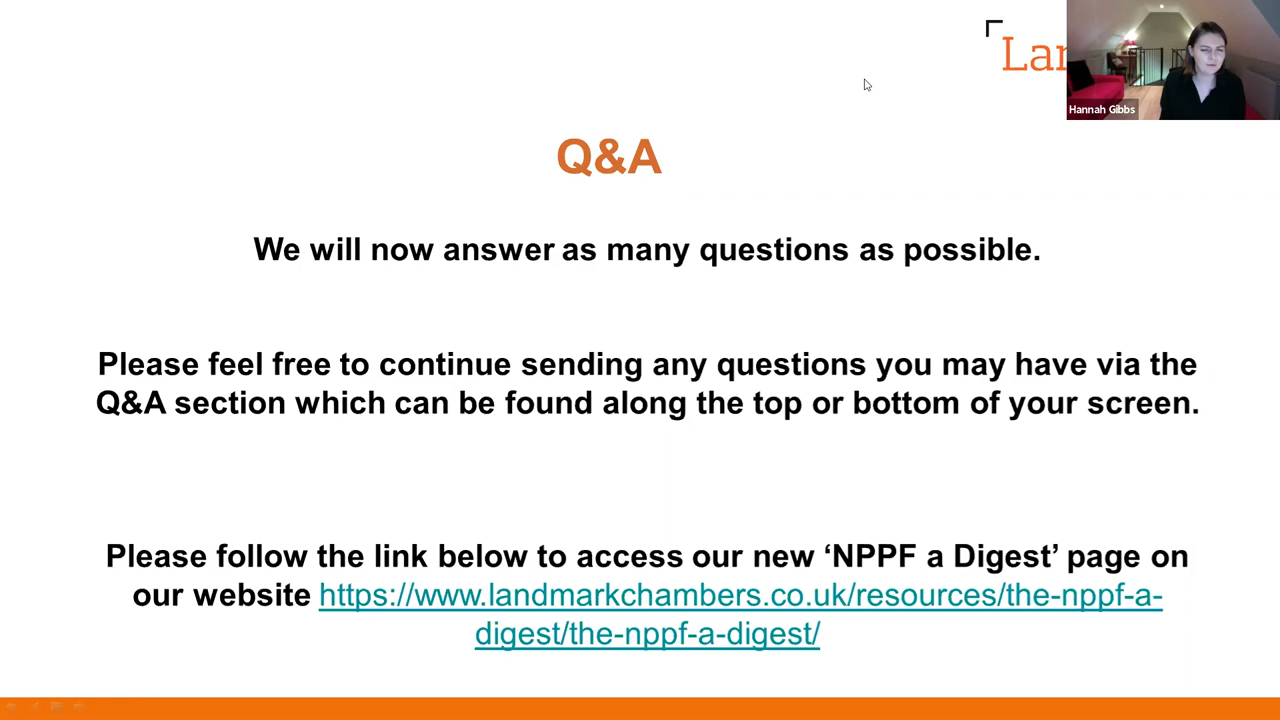 Lan
Hannah Gibbs
Q&A
We will now answer as many questions as possible.
Please feel free to continue sending any questions you may have via the
Q&A section which can be found along the top or bottom of your screen.
Please follow the link below to access our new ‘NPPF a Digest’ page on
our website https://www.landmarkchambers.co.uk/resources/the-nppf-a-
digest/the-nppf-a-digest/